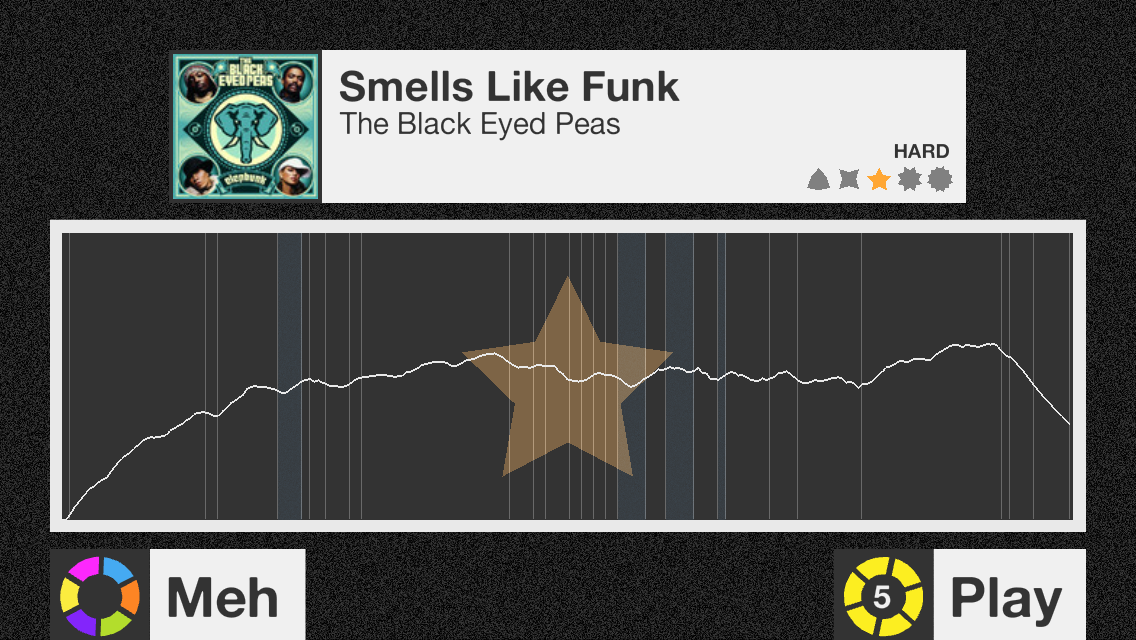 THE
BLACK
EYED PEAS
elephunk
Smells Like Funk
The Black Eyed Peas
HARD
Meh
5
Play